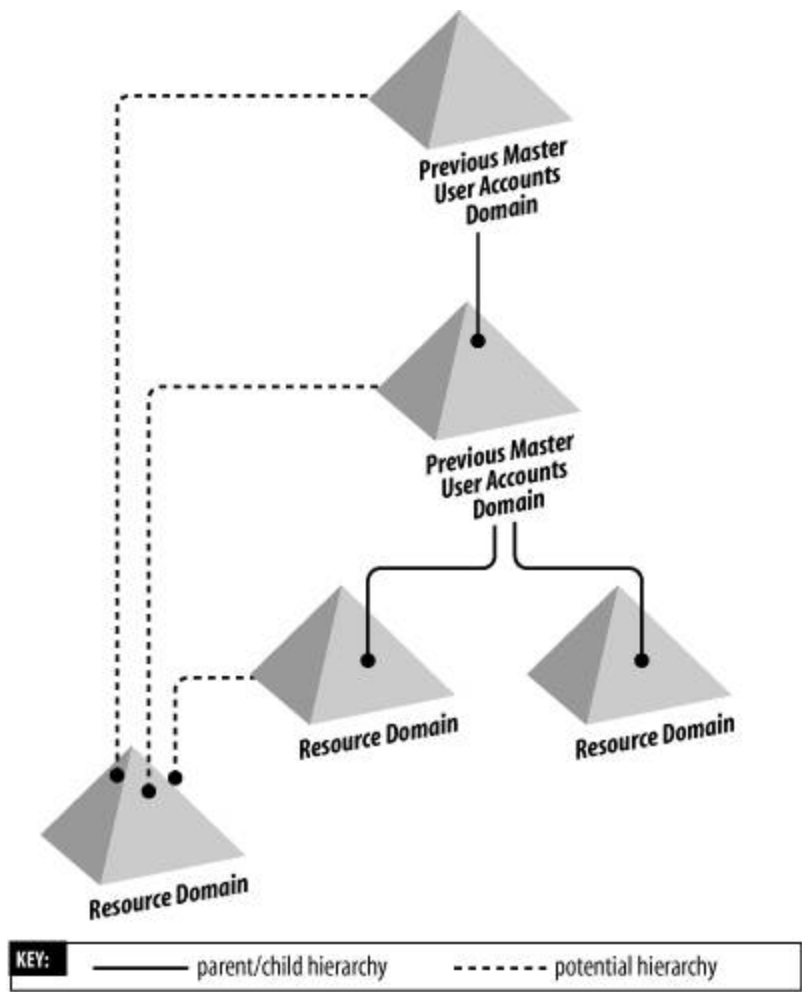 Previous Master
User Accounts
Domain
Previous Master
User Accounts
Domain
Resource Domain
Resource Domain
Resource Domain
KEY:
parent/child hierarchy
potential hierarchy